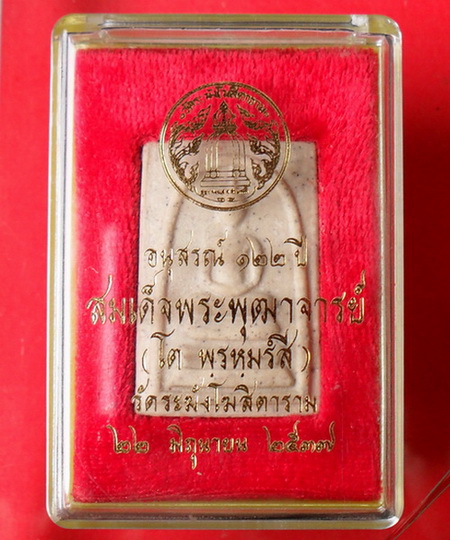 อนุสรณ์ ๑๒๒ ปี
สมเด็จพระพุฒาจารย์
(โต พฺรหฺมรํสี)
วัดระฆังโฆสิตาราม
๒๒ มิถุนายน ๒๕๓๗